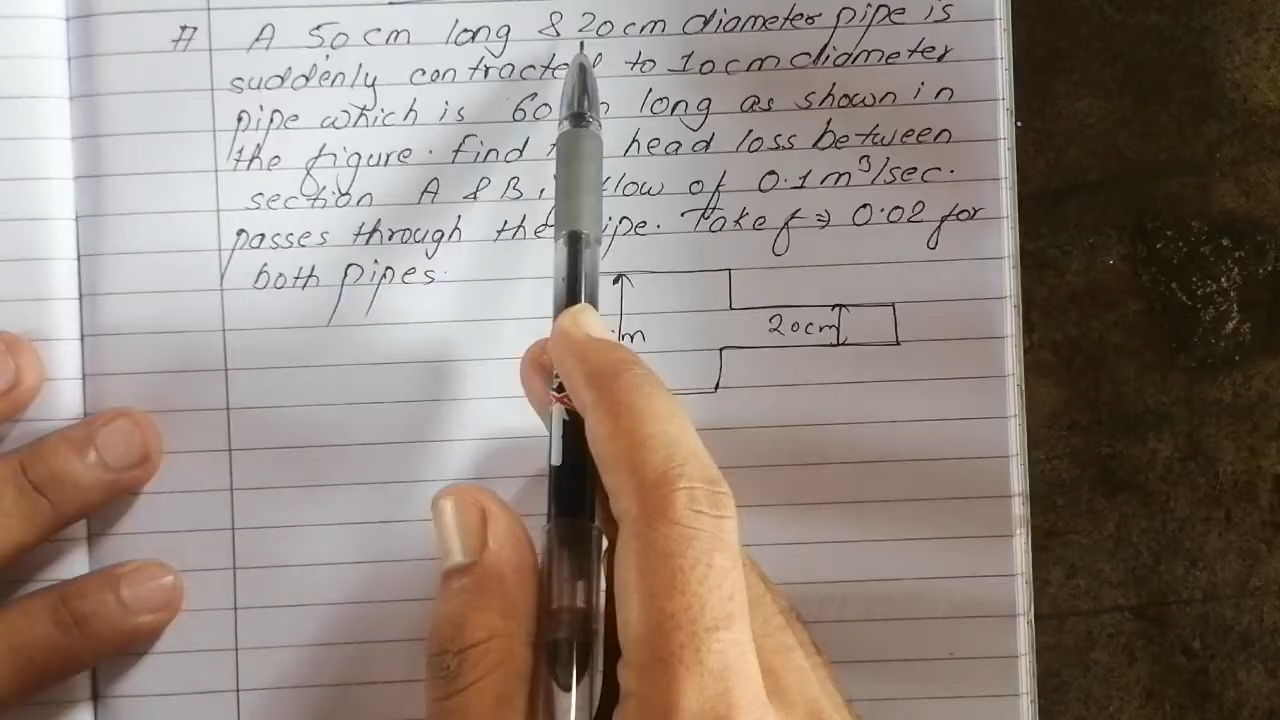 # A 50cm long & 20cm diameter pipe is
suddenly contracted to 10cm diameter
pipe which is 60 long as shown in
the figure. find head loss between
section A & B, flow of 0.1m³/sec.
passes through the pipe. Take f ⇒ 0.02 for
both pipes.
m
20cm